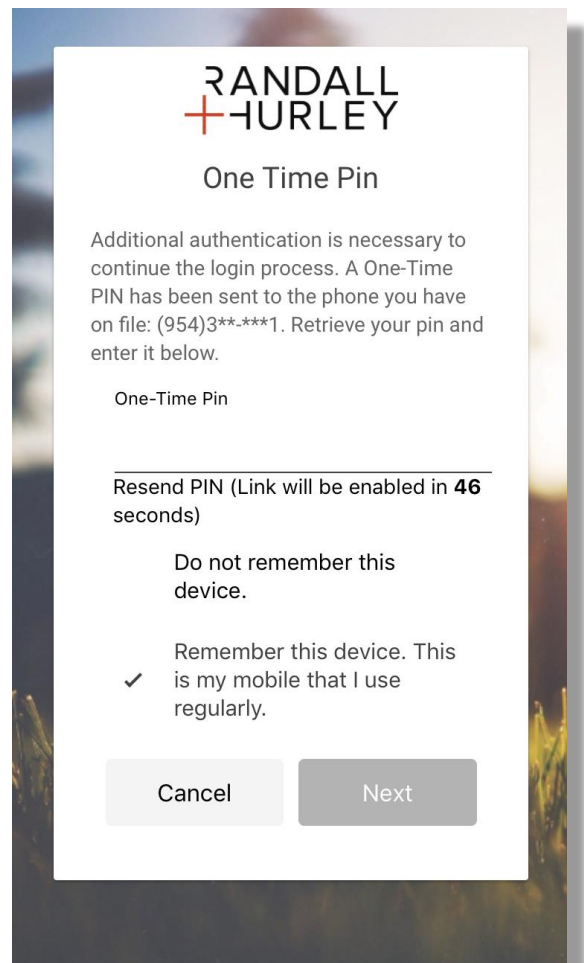 RANDALL
HURLEY
One Time Pin
Additional authentication is necessary to
continue the login process. A One-Time
PIN has been sent to the phone you have
on file: (954)3**-***1. Retrieve your pin and
enter it below.
One-Time Pin
Resend PIN (Link will be enabled in 46
seconds)
Do not remember this
device.
Remember this device. This
is my mobile that I use
regularly.
Cancel
Next